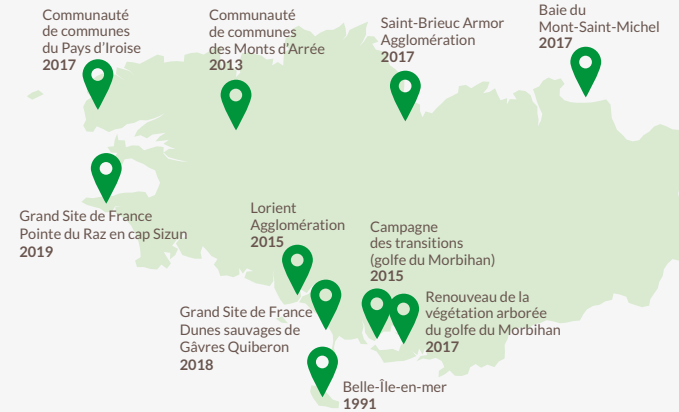 Communauté
de communes
du Pays d'Iroise
2017
Communauté
de communes
des Monts d'Arrée
2013
Saint-Brieuc Armor
Agglomération
2017
Baie du
Mont-Saint-Michel
2017
Grand Site de France
Pointe du Raz en cap Sizun
2019
Lorient
Agglomération
2015
Campagne
des transitions
(golfe du Morbihan)
2015
Grand Site de France
Dunes sauvages de
Gâvres Quiberon
2018
Renouveau de la
végétation arborée
du golfe du Morbihan
2017
Belle-Île-en-mer
1991